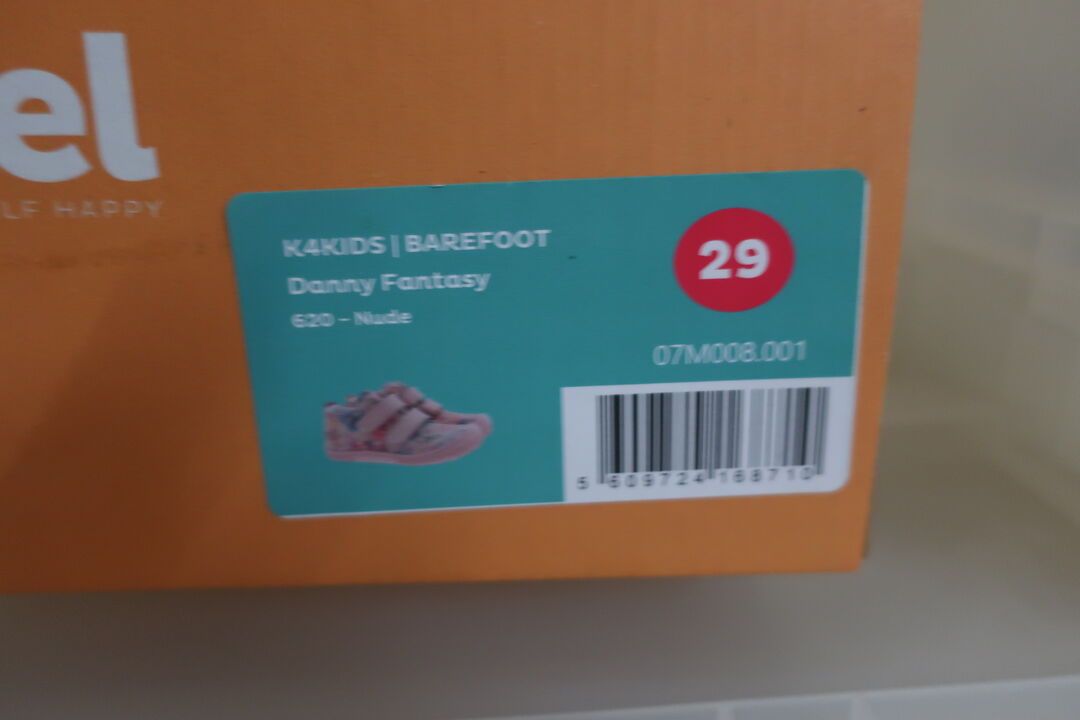 el
LF HAPPY
K4KIDS | BAREFOOT
Danny Fantasy
620 - Nude
29
07M008.001
5 609724 168710